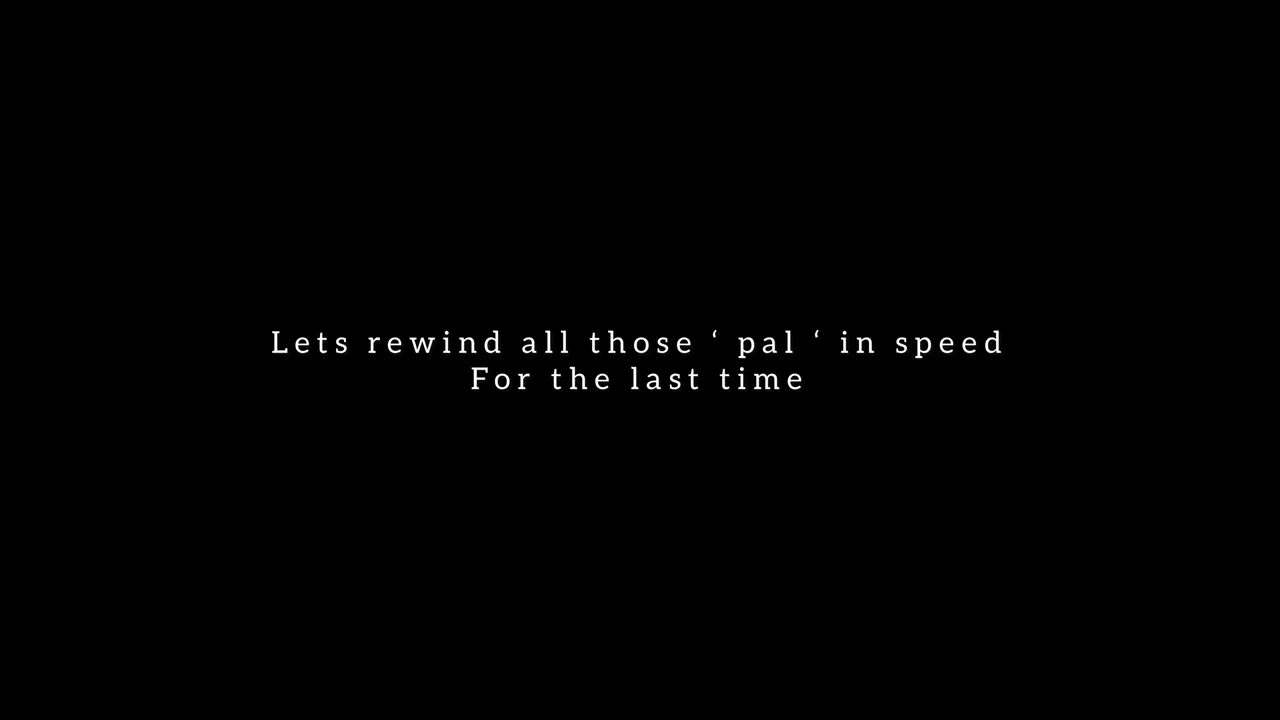 Lets rewind all those ‘ pal ‘ in speed
For the last time